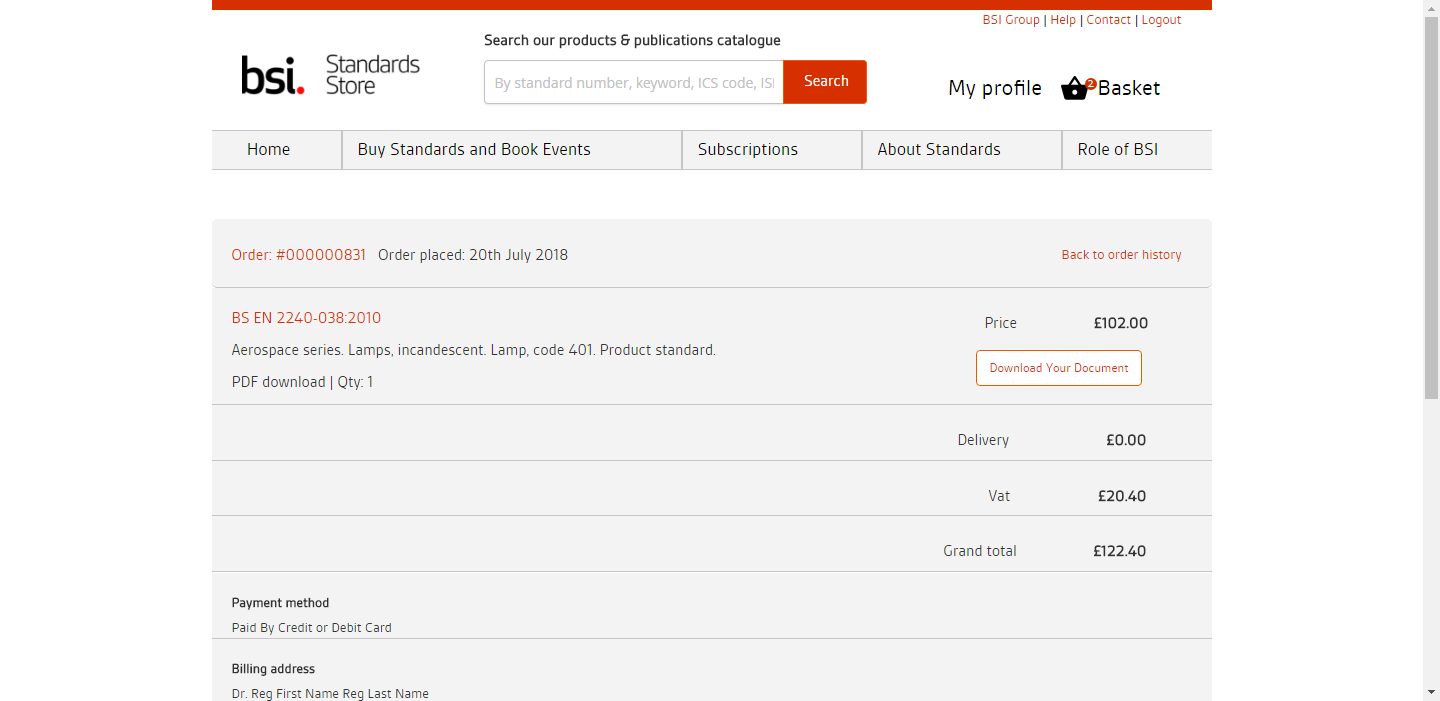 BSI Group | Help | Contact | Logout
bsi. Standards Store
Search our products & publications catalogue
By standard number, keyword, ICS code, ISI
Search
My profile
2
Basket
Home
Buy Standards and Book Events
Subscriptions
About Standards
Role of BSI
Order: #000000831 Order placed: 20th July 2018
Back to order history
BS EN 2240-038:2010
Price £102.00
Aerospace series. Lamps, incandescent. Lamp, code 401. Product standard.
Download Your Document
PDF download | Qty: 1
Delivery £0.00
Vat £20.40
Grand total £122.40
Payment method
Paid By Credit or Debit Card
Billing address
Dr. Reg First Name Reg Last Name